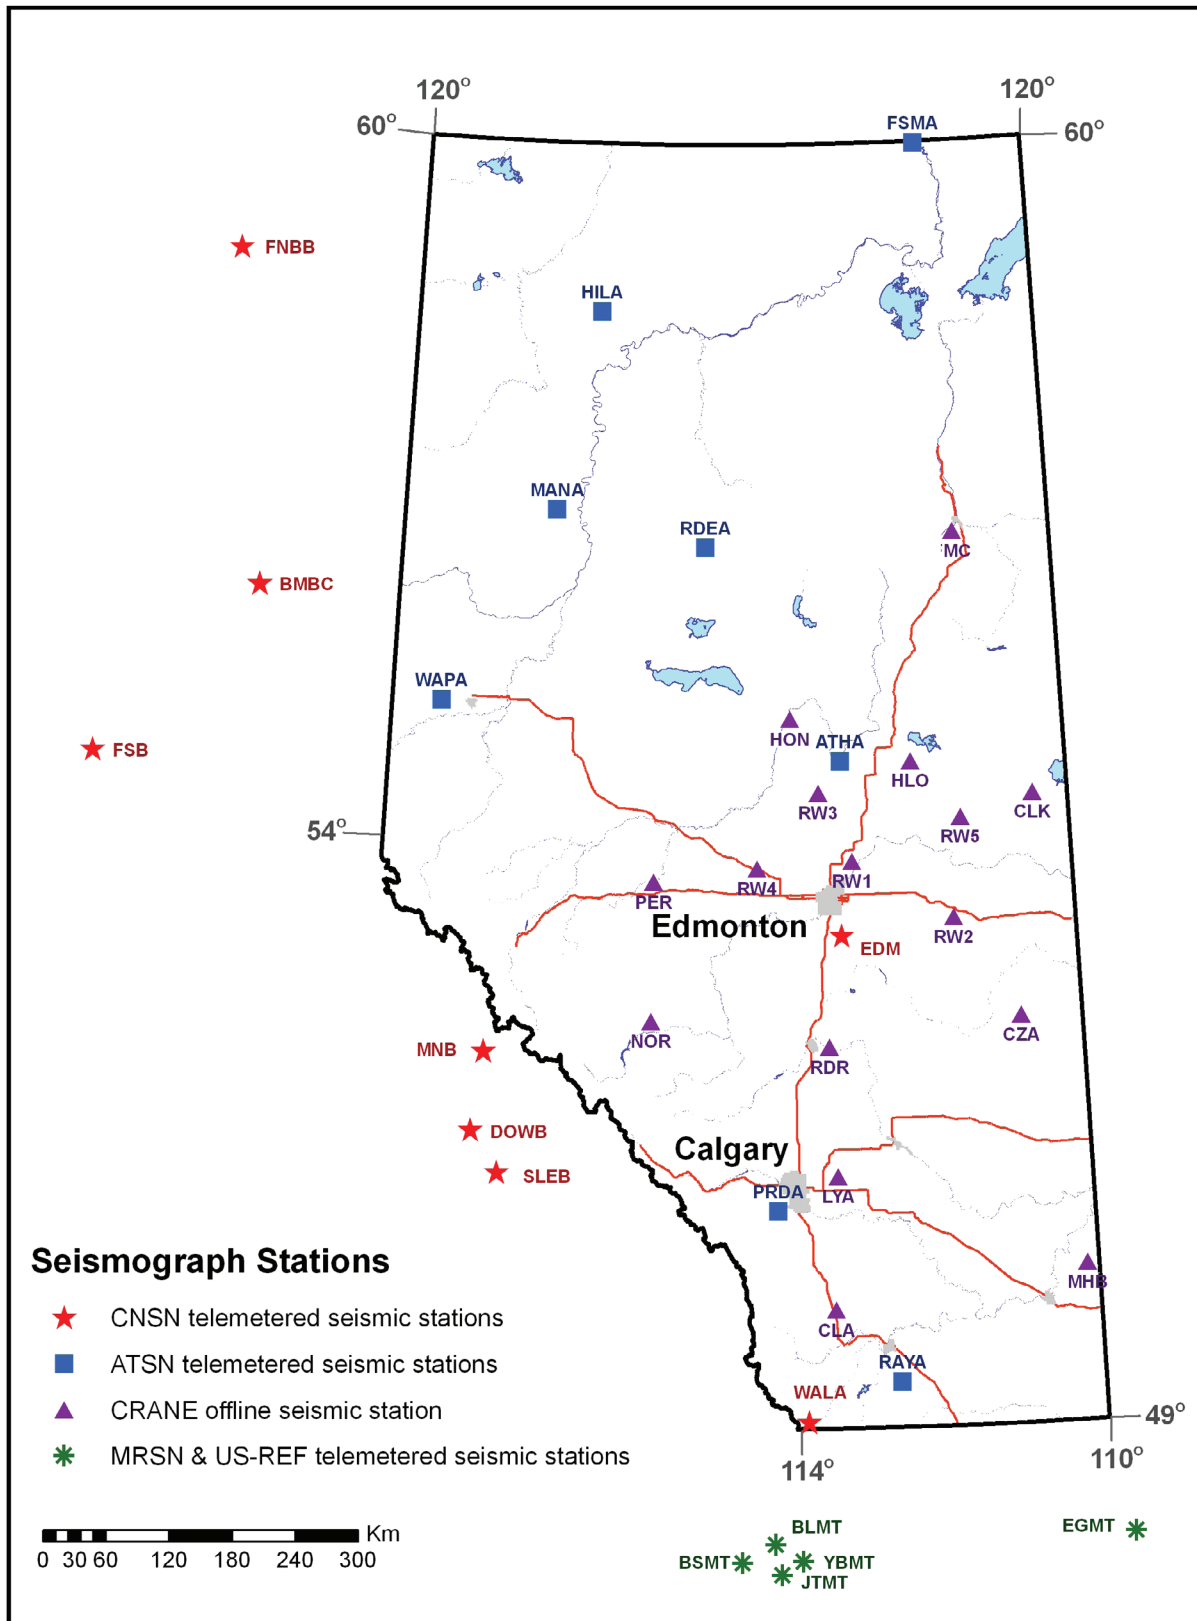 120°
120°
60°
FSMA
60°
FNBB
HILA
MANA
RDEA
MC
BMBC
WAPA
HON
ATHA
FSB
HLO
CLK
RW3
RW5
54°
RW4
RW1
PER
Edmonton
RW2
EDM
CZA
NOR
MNB
RDR
DOWB
Calgary
SLEB
PRDA
LYA
Seismograph Stations
MHB
CNSN telemetered seismic stations
CLA
ATSN telemetered seismic stations
RAYA
WALA
CRANE offline seismic station
49°
MRSN & US-REF telemetered seismic stations
114°
110°
BLMT
EGMT
Km
0 30 60 120 180 240 300
BSMT
YBMT
JTMT